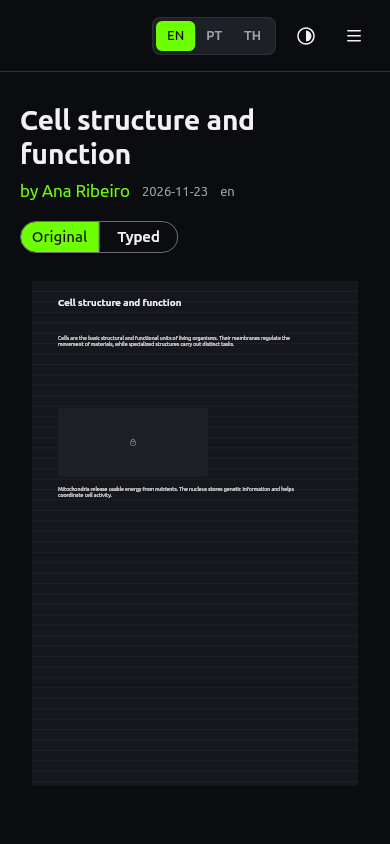 EN PT TH
Cell structure and
function
by Ana Ribeiro 2026-11-23 en
Original Typed
Cell structure and function
Cells are the basic structural and functional units of living organisms. Their membranes regulate the
movement of materials, while specialised structures carry out distinct tasks.
Mitochondria release usable energy from nutrients. The nucleus stores genetic information and helps
coordinate cell activity.